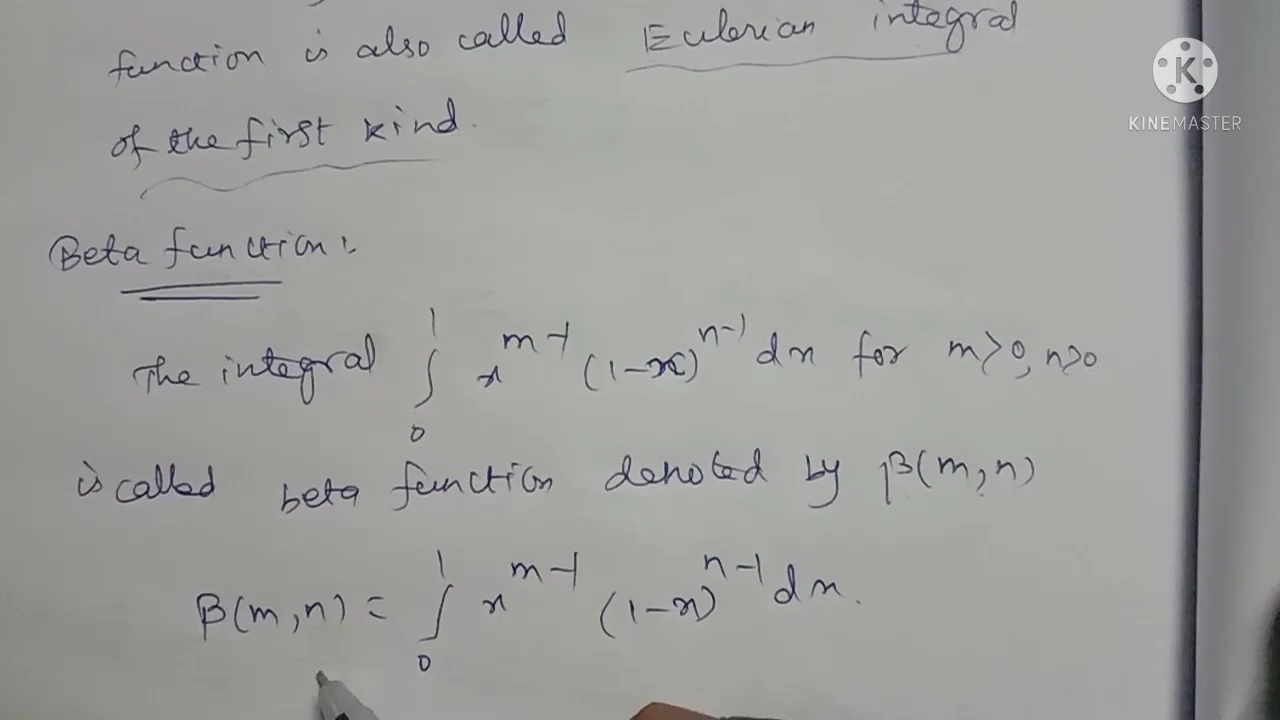 function is also called Eulerian integral
of the first kind.
Beta function:
The integral ∫₀¹ x^{m-1} (1-x)^{n-1} dx for m>0, n>0
is called beta function denoted by β(m,n)
β(m,n) = ∫₀¹ x^{m-1} (1-x)^{n-1} dx.
K
KINEMASTER